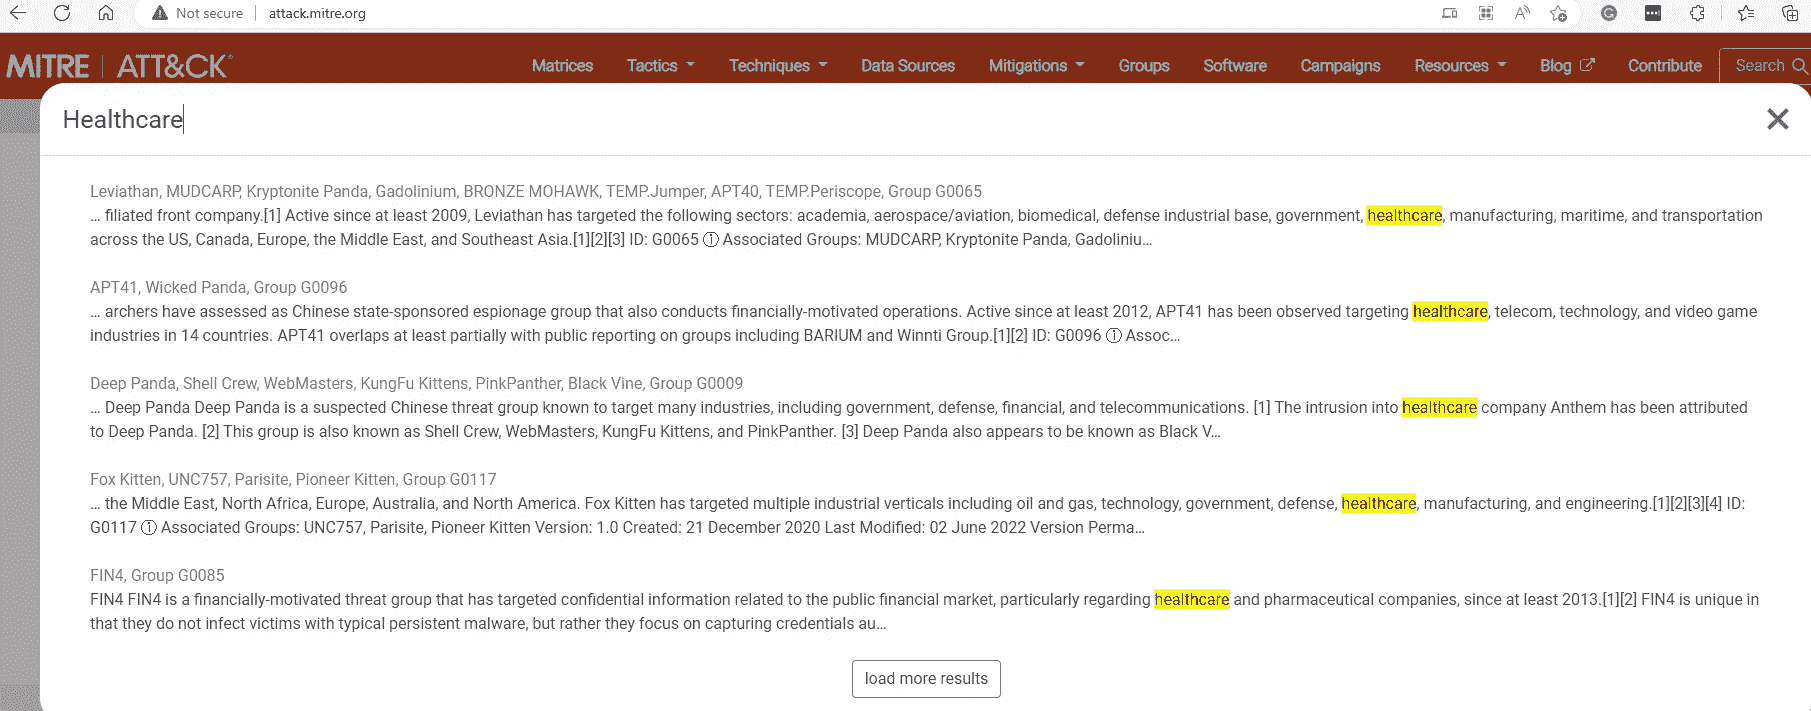 Not secure attack.mitre.org
MITRE ATT&CK®
Matrices Tactics Techniques Data Sources Mitigations Groups Software Campaigns Resources Blog Contribute Search
Healthcare
Leviathan, MUDCARP, Kryptonite Panda, Gadolinium, BRONZE MOHAWK, TEMP.Jumper, APT40, TEMP.Periscope, Group G0065
... filiated front company.[1] Active since at least 2009, Leviathan has targeted the following sectors: academia, aerospace/aviation, biomedical, defense industrial base, government, healthcare, manufacturing, maritime, and transportation
across the US, Canada, Europe, the Middle East, and Southeast Asia.[1][2][3] ID: G0065 ⓘ Associated Groups: MUDCARP, Kryptonite Panda, Gadoliniu...
APT41, Wicked Panda, Group G0096
... archers have assessed as Chinese state-sponsored espionage group that also conducts financially-motivated operations. Active since at least 2012, APT41 has been observed targeting healthcare, telecom, technology, and video game
industries in 14 countries. APT41 overlaps at least partially with public reporting on groups including BARIUM and Winnti Group.[1][2] ID: G0096 ⓘ Assoc...
Deep Panda, Shell Crew, WebMasters, KungFu Kittens, PinkPanther, Black Vine, Group G0009
... Deep Panda Deep Panda is a suspected Chinese threat group known to target many industries, including government, defense, financial, and telecommunications. [1] The intrusion into healthcare company Anthem has been attributed
to Deep Panda. [2] This group is also known as Shell Crew, WebMasters, KungFu Kittens, and PinkPanther. [3] Deep Panda also appears to be known as Black V...
Fox Kitten, UNC757, Parisite, Pioneer Kitten, Group G0117
... the Middle East, North Africa, Europe, Australia, and North America. Fox Kitten has targeted multiple industrial verticals including oil and gas, technology, government, defense, healthcare, manufacturing, and engineering.[1][2][3][4] ID:
G0117 ⓘ Associated Groups: UNC757, Parisite, Pioneer Kitten Version: 1.0 Created: 21 December 2020 Last Modified: 02 June 2022 Version Perma...
FIN4, Group G0085
FIN4 FIN4 is a financially-motivated threat group that has targeted confidential information related to the public financial market, particularly regarding healthcare and pharmaceutical companies, since at least 2013.[1][2] FIN4 is unique in
that they do not infect victims with typical persistent malware, but rather they focus on capturing credentials au...
load more results